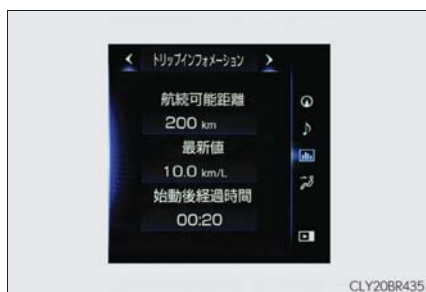 トリップインフォメーション
航続可能距離
200 km
最新値
10.0 km/L
始動後経過時間
00:20
CLY20BR435